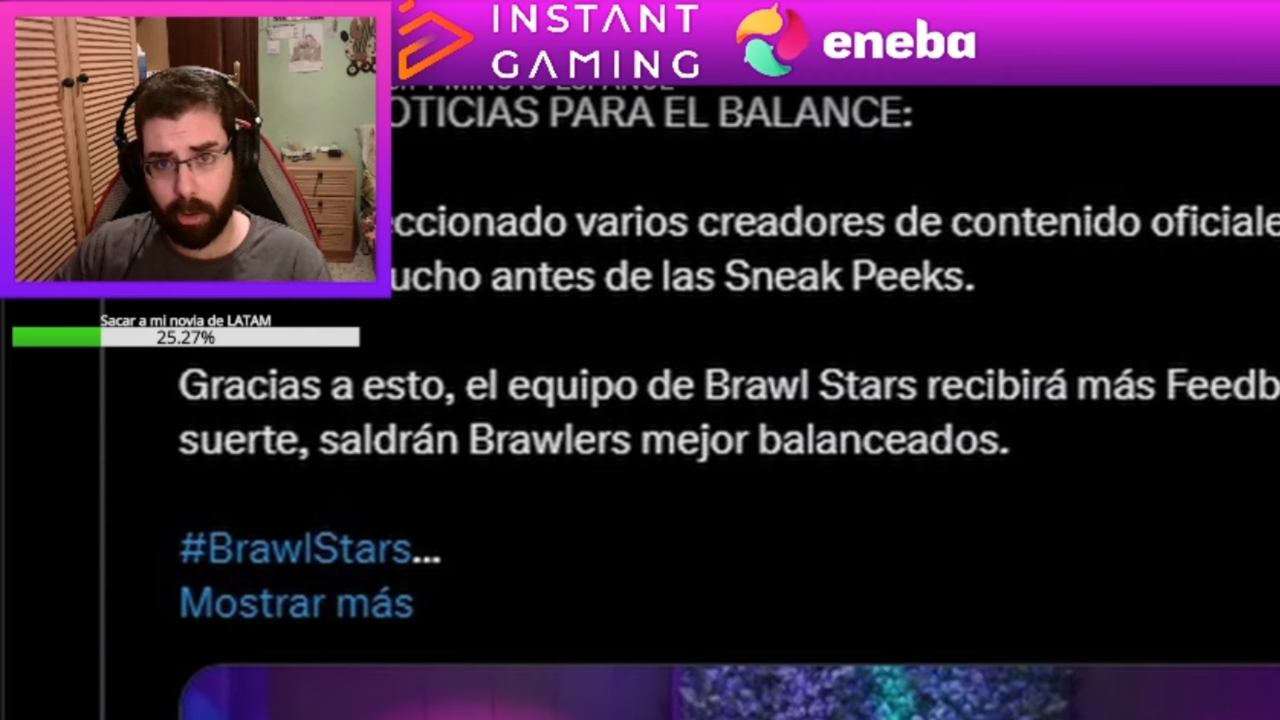 INSTANT
GAMING
eneba
OTICIAS PARA EL BALANCE:
eccionado varios creadores de contenido oficiale
ucho antes de las Sneak Peeks.
Sacar a mi novia de LATAM
25.27%
Gracias a esto, el equipo de Brawl Stars recibirá más Feedb
suerte, saldrán Brawlers mejor balanceados.
#BrawlStars...
Mostrar más